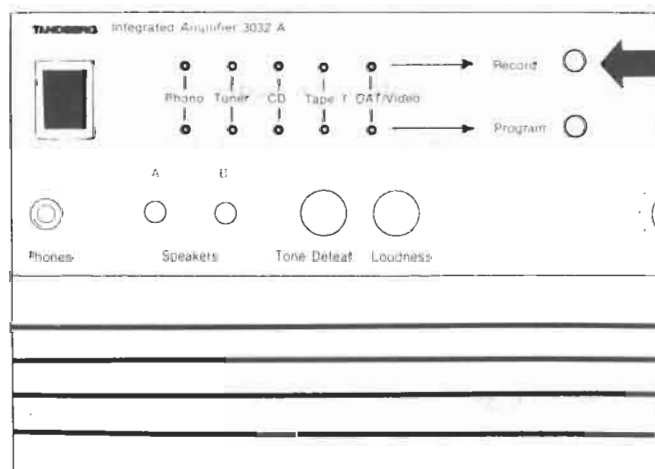 TANDBERG Integrated Amplifier 3032 A
Record
Phono Tuner CD Tape 1 DAT/Video
Program
A B
Phones Speakers Tone Defeat Loudness